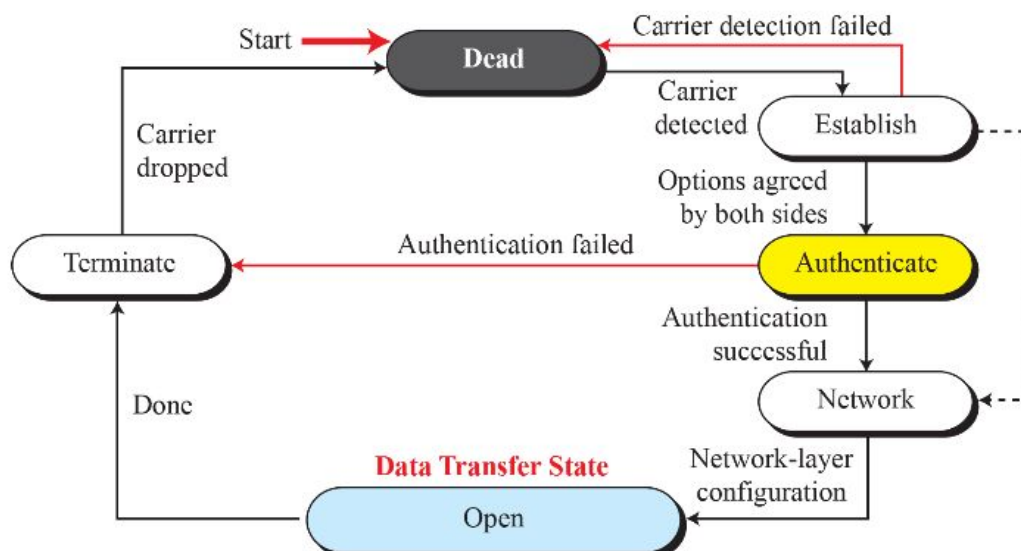 Start
Dead
Carrier detection failed
Carrier
detected
Establish
Carrier
dropped
Options agreed
by both sides
Terminate
Authentication failed
Authenticate
Authentication
successful
Network
Done
Data Transfer State
Network-layer
configuration
Open